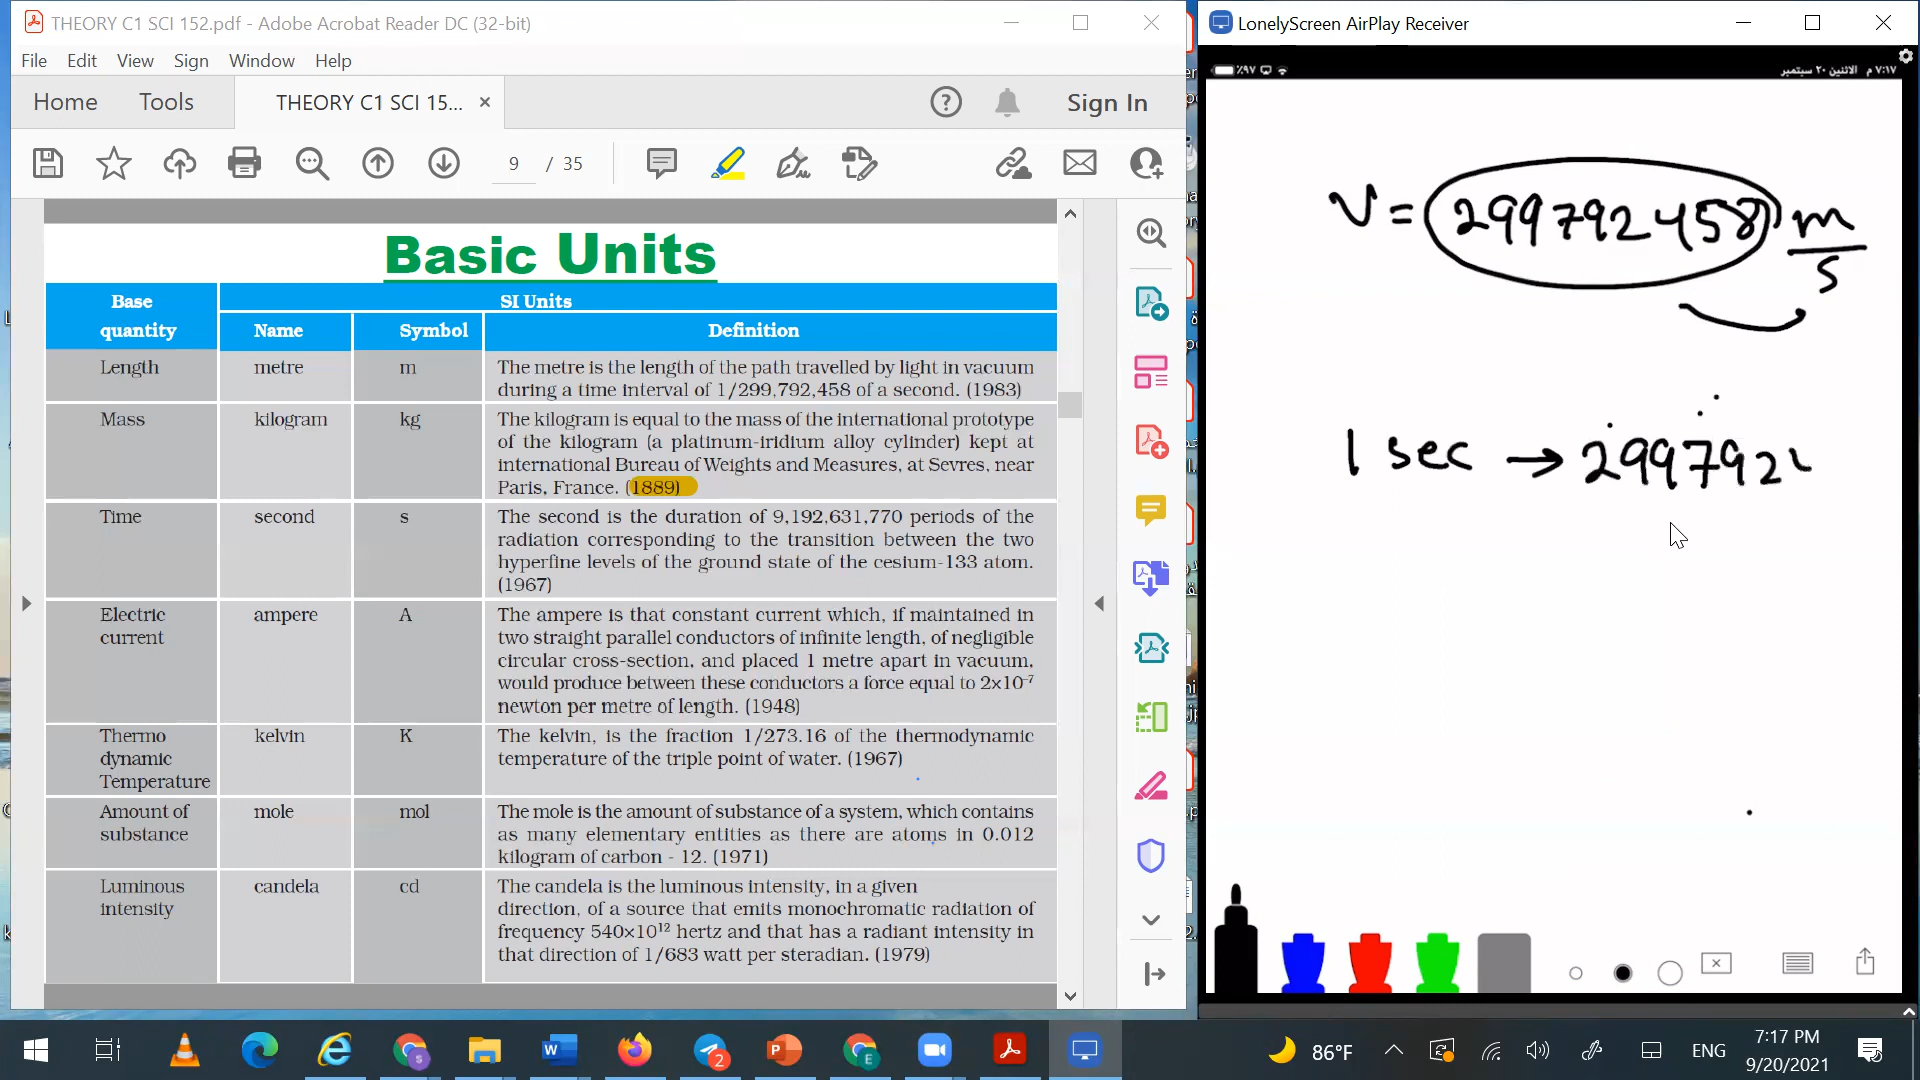 THEORY C1 SCI 152.pdf - Adobe Acrobat Reader DC (32-bit)
File Edit View Sign Window Help
Home Tools THEORY C1 SCI 15... × Sign In
9 / 35
Basic Units
Base quantity
SI Units
Name Symbol Definition
Length metre m The metre is the length of the path travelled by light in vacuum
during a time interval of 1/299,792,458 of a second. (1983)
Mass kilogram kg The kilogram is equal to the mass of the international prototype
of the kilogram (a platinum-iridium alloy cylinder) kept at
international Bureau of Weights and Measures, at Sevres, near
Paris, France. (1889)
Time second s The second is the duration of 9,192,631,770 periods of the
radiation corresponding to the transition between the two
hyperfine levels of the ground state of the cesium-133 atom.
(1967)
Electric ampere A The ampere is that constant current which, if maintained in
current two straight parallel conductors of infinite length, of negligible
circular cross-section, and placed 1 metre apart in vacuum,
would produce between these conductors a force equal to 2×10⁻⁷
newton per metre of length. (1948)
Thermo kelvin K The kelvin, is the fraction 1/273.16 of the thermodynamic
dynamic temperature of the triple point of water. (1967)
Temperature
Amount of mole mol The mole is the amount of substance of a system, which contains
substance as many elementary entities as there are atoms in 0.012
kilogram of carbon - 12. (1971)
Luminous candela cd The candela is the luminous intensity, in a given
intensity direction, of a source that emits monochromatic radiation of
frequency 540×10¹² hertz and that has a radiant intensity in
that direction of 1/683 watt per steradian. (1979)
LonelyScreen AirPlay Receiver
٪٩٧
٧:١٧ م الاثنين ٢٠ سبتمبر
V = 299792458 m/s
1 sec → 299792
86°F ENG 7:17 PM
9/20/2021